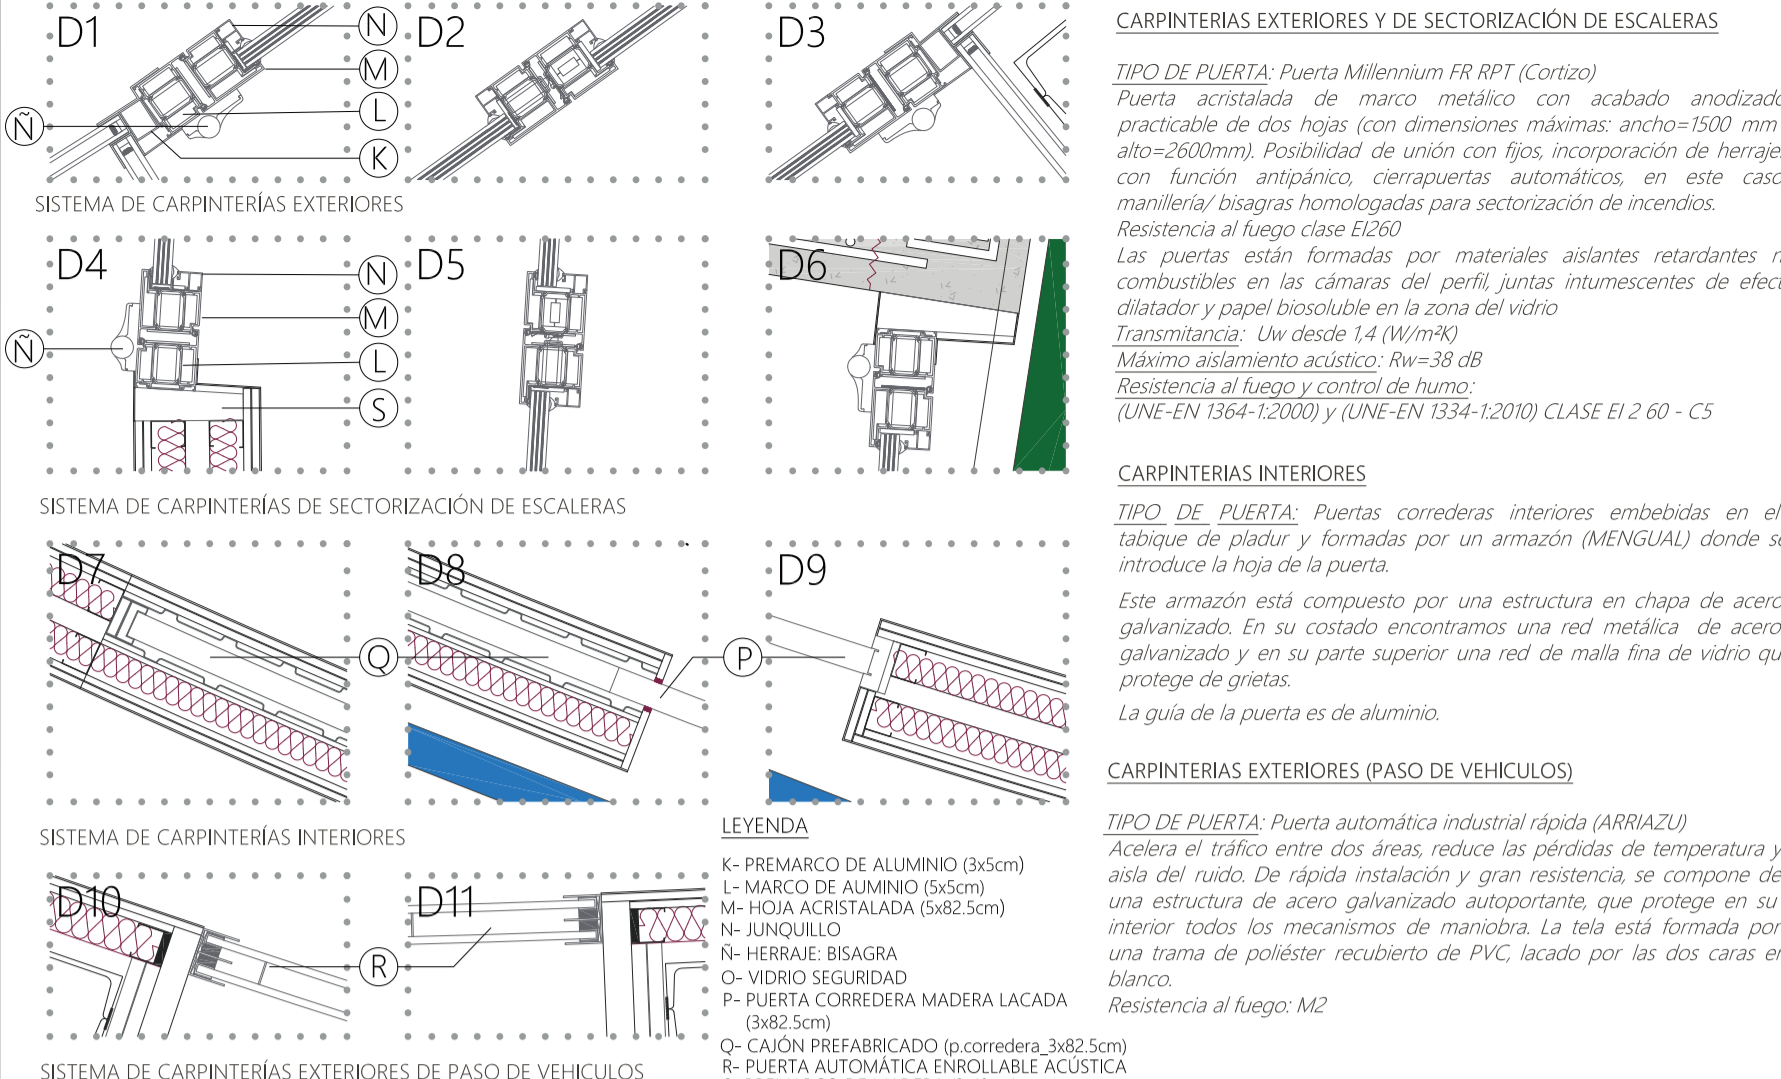 D1
D2
D3
N
M
L
K
Ñ
SISTEMA DE CARPINTERÍAS EXTERIORES
D4
D5
D6
N
M
L
S
Ñ
SISTEMA DE CARPINTERÍAS DE SECTORIZACIÓN DE ESCALERAS
D7
D8
D9
Q
P
SISTEMA DE CARPINTERÍAS INTERIORES
D10
D11
R
SISTEMA DE CARPINTERÍAS EXTERIORES DE PASO DE VEHICULOS
LEYENDA
K- PREMARCO DE ALUMINIO (3x5cm)
L- MARCO DE AUMINIO (5x5cm)
M- HOJA ACRISTALADA (5x82.5cm)
N- JUNQUILLO
Ñ- HERRAJE: BISAGRA
O- VIDRIO SEGURIDAD
P- PUERTA CORREDERA MADERA LACADA
(3x82.5cm)
Q- CAJÓN PREFABRICADO (p.corredera_3x82.5cm)
R- PUERTA AUTOMÁTICA ENROLLABLE ACÚSTICA
CARPINTERIAS EXTERIORES Y DE SECTORIZACIÓN DE ESCALERAS
TIPO DE PUERTA: Puerta Millennium FR RPT (Cortizo)
Puerta acristalada de marco metálico con acabado anodizado
practicable de dos hojas (con dimensiones máximas: ancho=1500 mm
alto=2600mm). Posibilidad de unión con fijos, incorporación de herraje
con función antipánico, cierrapuertas automáticos, en este caso
manillería/ bisagras homologadas para sectorización de incendios.
Resistencia al fuego clase EI260
Las puertas están formadas por materiales aislantes retardantes
combustibles en las cámaras del perfil, juntas intumescentes de efect
dilatador y papel biosoluble en la zona del vidrio
Transmitancia: Uw desde 1,4 (W/m²K)
Máximo aislamiento acústico: Rw=38 dB
Resistencia al fuego y control de humo:
(UNE-EN 1364-1:2000) y (UNE-EN 1334-1:2010) CLASE EI 2 60 - C5
CARPINTERIAS INTERIORES
TIPO DE PUERTA: Puertas correderas interiores embebidas en el
tabique de pladur y formadas por un armazón (MENGUAL) donde se
introduce la hoja de la puerta.
Este armazón está compuesto por una estructura en chapa de acero
galvanizado. En su costado encontramos una red metálica de acero
galvanizado y en su parte superior una red de malla fina de vidrio qu
protege de grietas.
La guía de la puerta es de aluminio.
CARPINTERIAS EXTERIORES (PASO DE VEHICULOS)
TIPO DE PUERTA: Puerta automática industrial rápida (ARRIAZU)
Acelera el tráfico entre dos áreas, reduce las pérdidas de temperatura y
aisla del ruido. De rápida instalación y gran resistencia, se compone de
una estructura de acero galvanizado autoportante, que protege en su
interior todos los mecanismos de maniobra. La tela está formada por
una trama de poliéster recubierto de PVC, lacado por las dos caras en
blanco.
Resistencia al fuego: M2